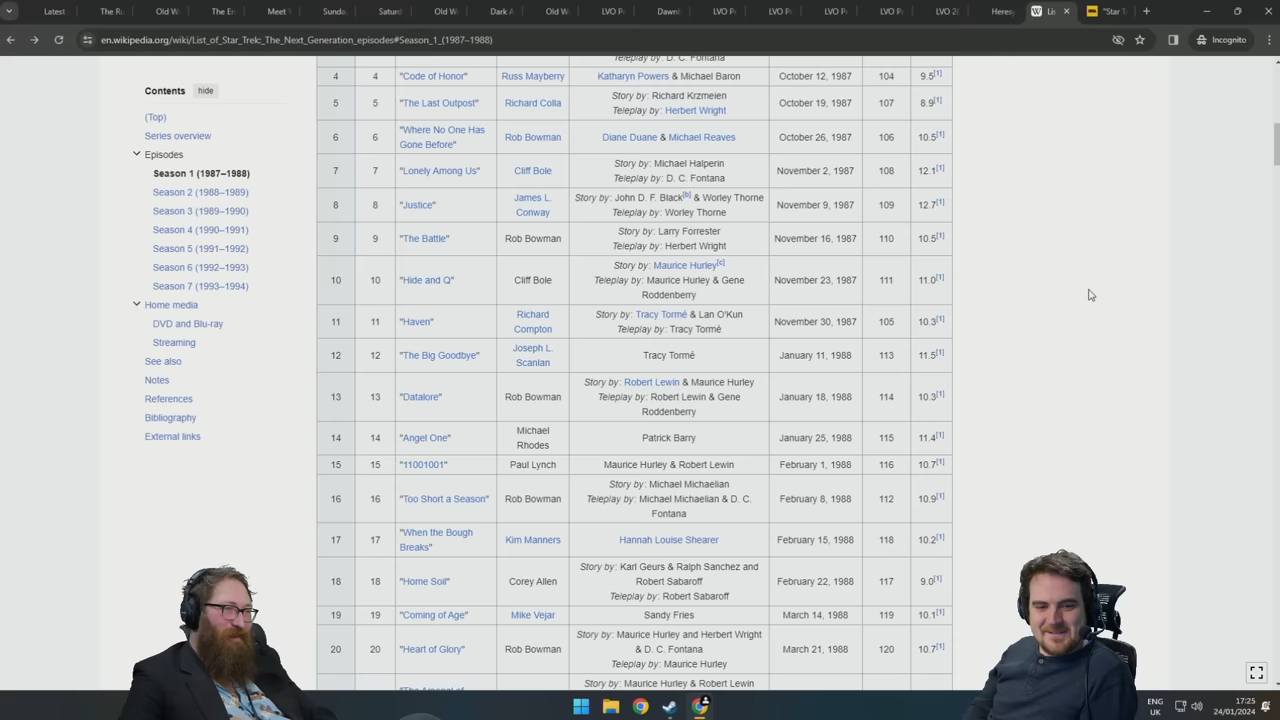 Latest
The Ru
Old W
The En
Meet
Sunda
Saturd
Old W
Dark A
Old W
LVO P
Dawnl
LVO P
LVO P
LVO P
LVO 20
Heres
Lis
"Star T
en.wikipedia.org/wiki/List_of_Star_Trek:_The_Next_Generation_episodes#Season_1_(1987–1988)
Incognito
Contents hide
(Top)
Series overview
Episodes
Season 1 (1987–1988)
Season 2 (1988–1989)
Season 3 (1989–1990)
Season 4 (1990–1991)
Season 5 (1991–1992)
Season 6 (1992–1993)
Season 7 (1993–1994)
Home media
DVD and Blu-ray
Streaming
See also
Notes
References
Bibliography
External links
Teleplay by: D. C. Fontana
4 4 "Code of Honor" Russ Mayberry Katharyn Powers & Michael Baron October 12, 1987 104 9.5[1]
5 5 "The Last Outpost" Richard Colla Story by: Richard Krzmeien October 19, 1987 107 8.9[1]
Teleplay by: Herbert Wright
6 6 "Where No One Has Rob Bowman Diane Duane & Michael Reaves October 26, 1987 106 10.5[1]
Gone Before"
7 7 "Lonely Among Us" Cliff Bole Story by: Michael Halperin November 2, 1987 108 12.1[1]
Teleplay by: D. C. Fontana
8 8 "Justice" James L. Story by: John D. F. Black[b] & Worley Thorne November 9, 1987 109 12.7[1]
Conway Teleplay by: Worley Thorne
9 9 "The Battle" Rob Bowman Story by: Larry Forrester November 16, 1987 110 10.5[1]
Teleplay by: Herbert Wright
10 10 "Hide and Q" Cliff Bole Story by: Maurice Hurley[c] November 23, 1987 111 11.0[1]
Teleplay by: Maurice Hurley & Gene
Roddenberry
11 11 "Haven" Richard Story by: Tracy Tormé & Lan O'Kun November 30, 1987 105 10.3[1]
Compton Teleplay by: Tracy Tormé
12 12 "The Big Goodbye" Joseph L. Tracy Tormé January 11, 1988 113 11.5[1]
Scanlan
13 13 "Datalore" Rob Bowman Story by: Robert Lewin & Maurice Hurley January 18, 1988 114 10.3[1]
Teleplay by: Robert Lewin & Gene
Roddenberry
14 14 "Angel One" Michael Patrick Barry January 25, 1988 115 11.4[1]
Rhodes
15 15 "11001001" Paul Lynch Maurice Hurley & Robert Lewin February 1, 1988 116 10.7[1]
16 16 "Too Short a Season" Rob Bowman Story by: Michael Michaelian February 8, 1988 112 10.9[1]
Teleplay by: Michael Michaelian & D. C.
Fontana
17 17 "When the Bough Kim Manners Hannah Louise Shearer February 15, 1988 118 10.2[1]
Breaks"
18 18 "Home Soil" Corey Allen Story by: Karl Geurs & Ralph Sanchez and February 22, 1988 117 9.0[1]
Robert Sabaroff
Teleplay by: Robert Sabaroff
19 19 "Coming of Age" Mike Vejar Sandy Fries March 14, 1988 119 10.1[1]
20 20 "Heart of Glory" Rob Bowman Story by: Maurice Hurley and Herbert Wright March 21, 1988 120 10.7[1]
& D. C. Fontana
Teleplay by: Maurice Hurley
Story by: Maurice Hurley & Robert Lewin
"The Arsenal of
ENG
UK
17:25
24/01/2024